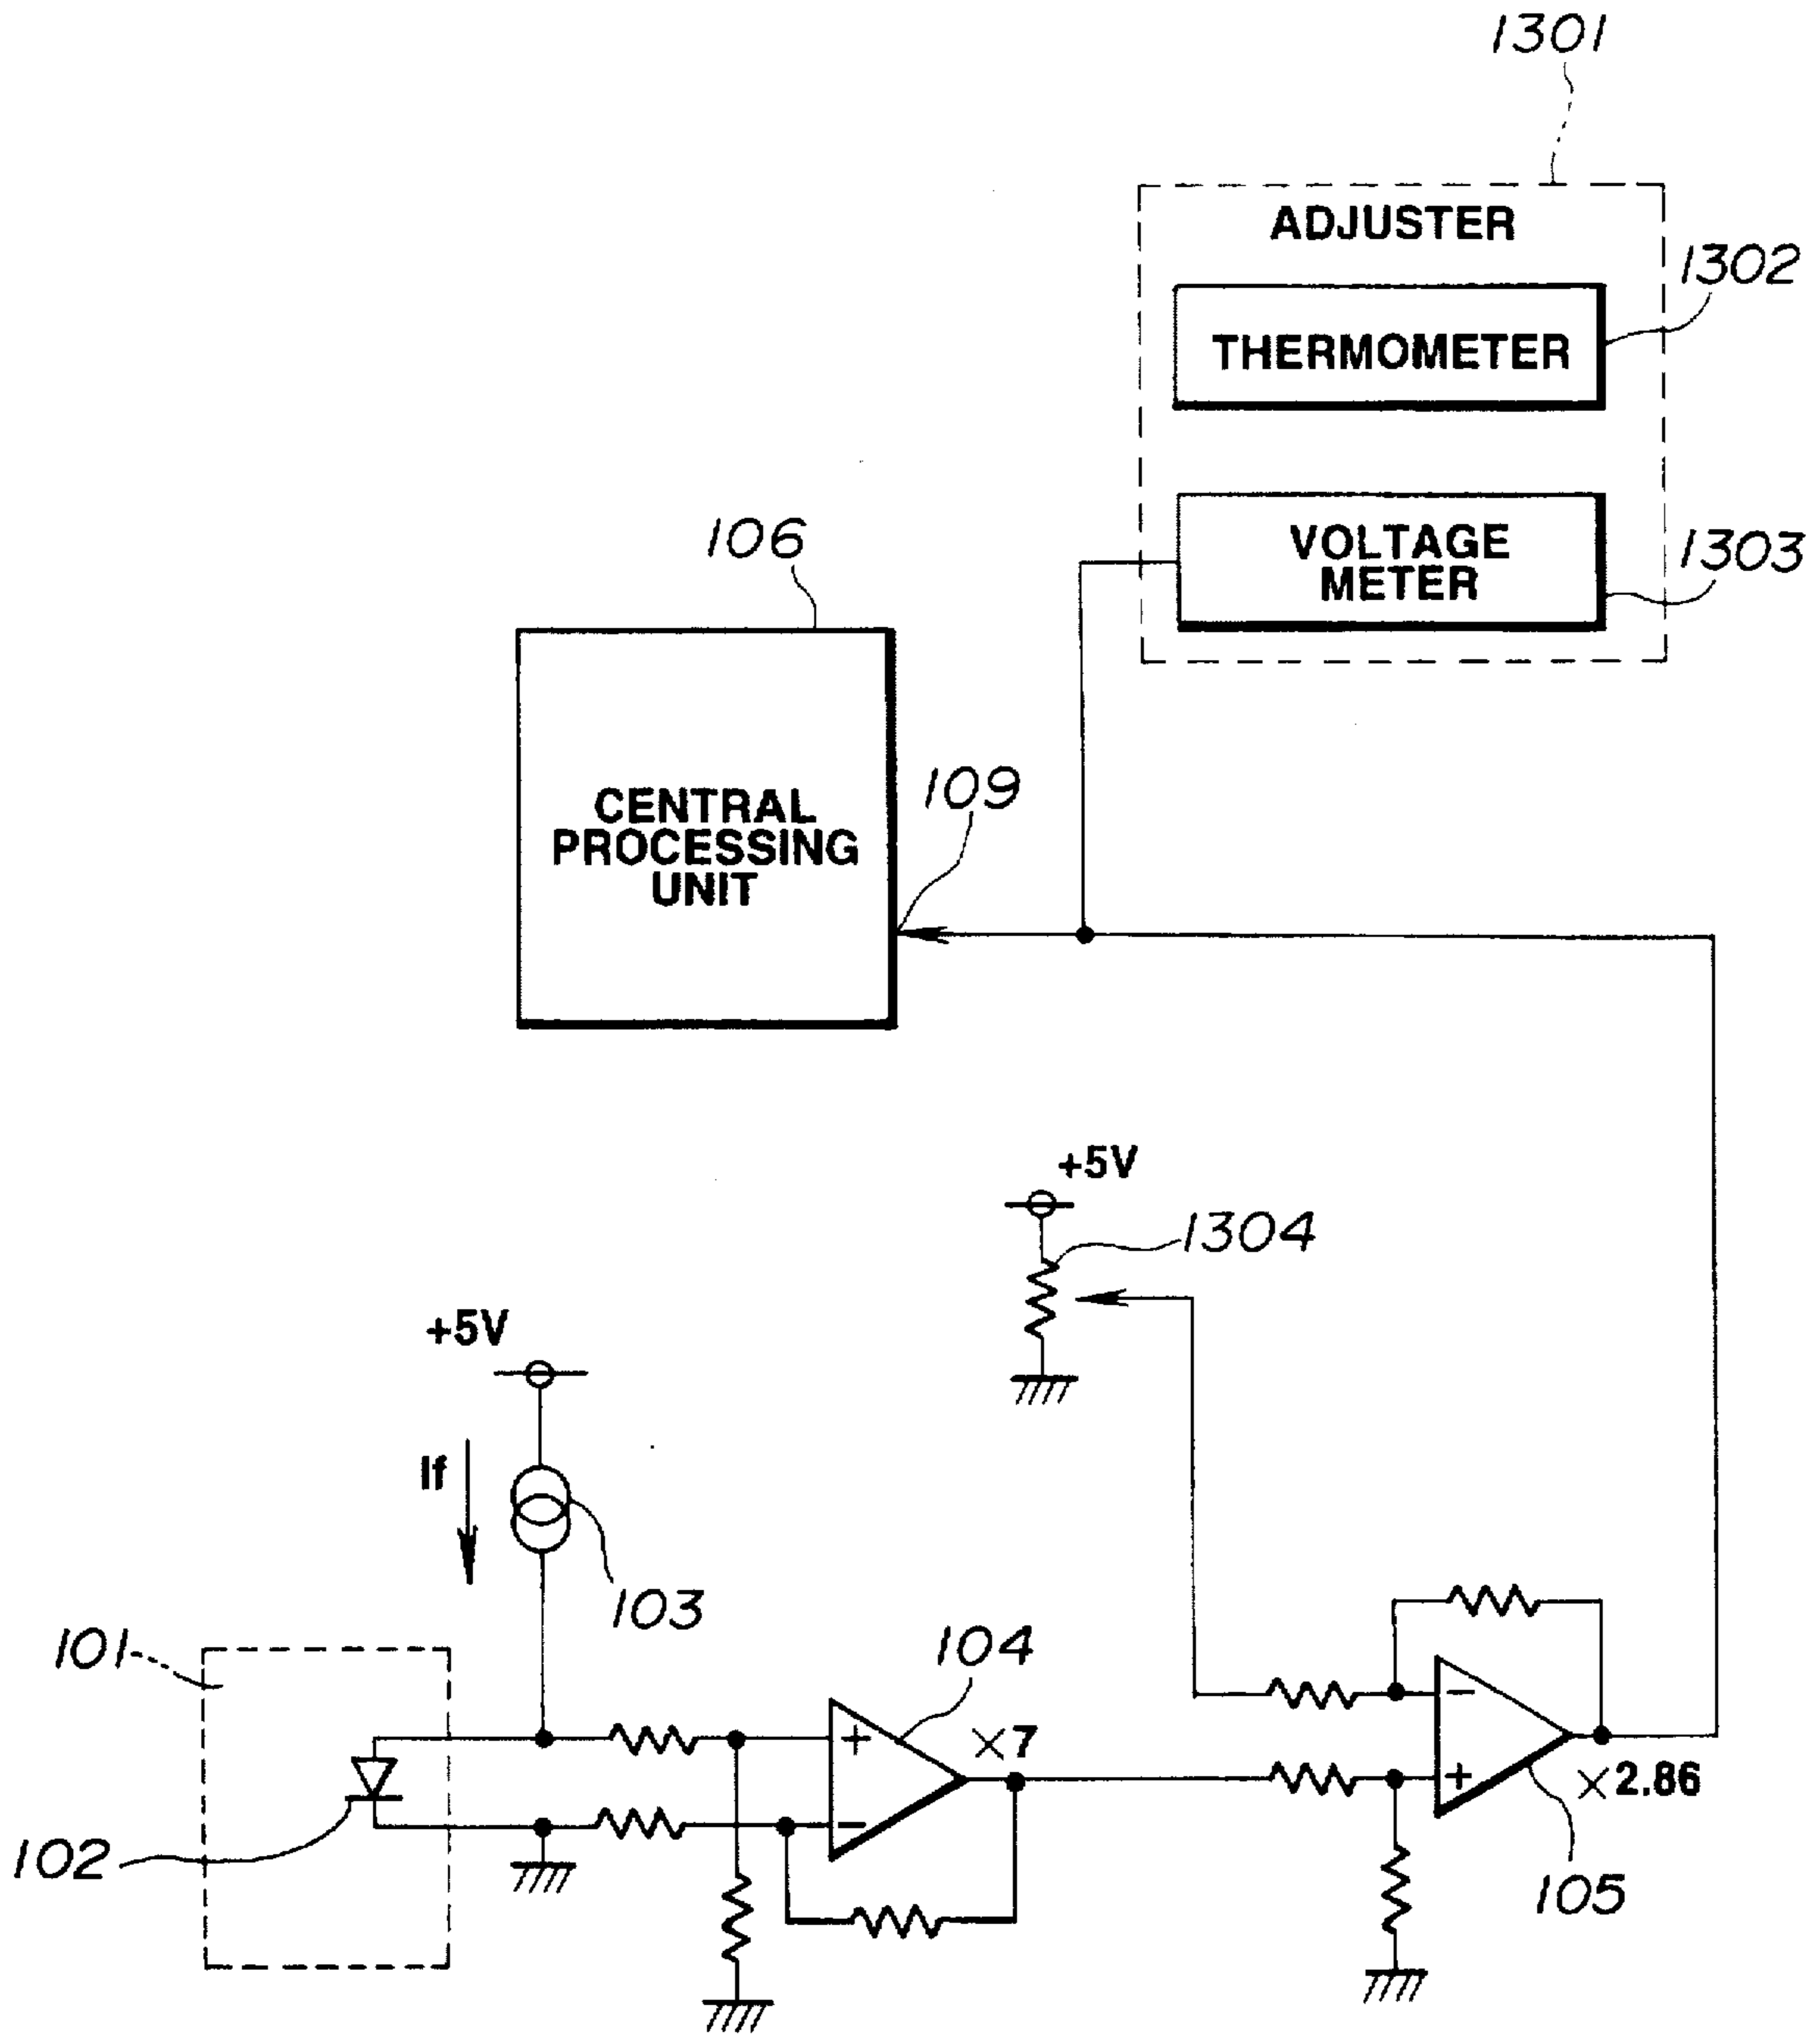 1301
ADJUSTER
1302
THERMOMETER
106
VOLTAGE
METER
1303
109
CENTRAL
PROCESSING
UNIT
+5V
1304
+5V
If
103
101
104
×7
+
−
−
+
×2.86
102
105